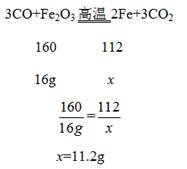 3CO+Fe₂O₃ 高温 2Fe+3CO₂
160 112
16g x
160/16g = 112/x
x=11.2g